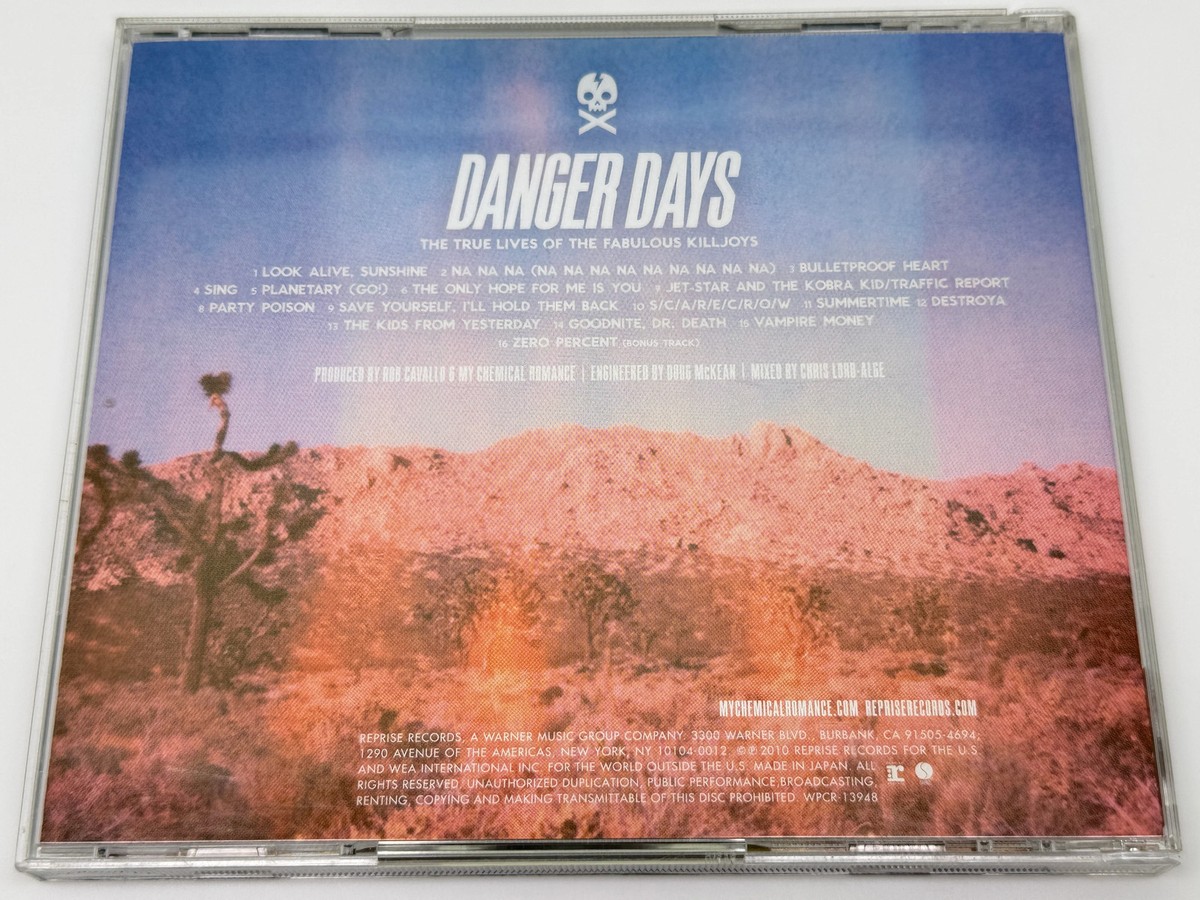 DANGER DAYS
THE TRUE LIVES OF THE FABULOUS KILLJOYS
1 LOOK ALIVE, SUNSHINE 2 NA NA NA (NA NA NA NA NA NA NA NA NA) 3 BULLETPROOF HEART
4 SING 5 PLANETARY (GO!) 6 THE ONLY HOPE FOR ME IS YOU 7 JET-STAR AND THE KOBRA KID/TRAFFIC REPORT
8 PARTY POISON 9 SAVE YOURSELF, I'LL HOLD THEM BACK 10 S/C/A/R/E/C/R/O/W 11 SUMMERTIME 12 DESTROYA
13 THE KIDS FROM YESTERDAY 14 GOODNITE, DR. DEATH 15 VAMPIRE MONEY
16 ZERO PERCENT (BONUS TRACK)
PRODUCED BY ROB CAVALLO & MY CHEMICAL ROMANCE | ENGINEERED BY DOUG McKEAN | MIXED BY CHRIS LORD-ALGE
MYCHEMICALROMANCE.COM REPRISERECORDS.COM
REPRISE RECORDS, A WARNER MUSIC GROUP COMPANY. 3300 WARNER BLVD., BURBANK, CA 91505-4694;
1290 AVENUE OF THE AMERICAS, NEW YORK, NY 10104-0012 ©℗ 2010 REPRISE RECORDS FOR THE U.S.
AND WEA INTERNATIONAL INC. FOR THE WORLD OUTSIDE THE U.S. MADE IN JAPAN. ALL
RIGHTS RESERVED. UNAUTHORIZED DUPLICATION, PUBLIC PERFORMANCE,BROADCASTING,
RENTING, COPYING AND MAKING TRANSMITTABLE OF THIS DISC PROHIBITED. WPCR-13948